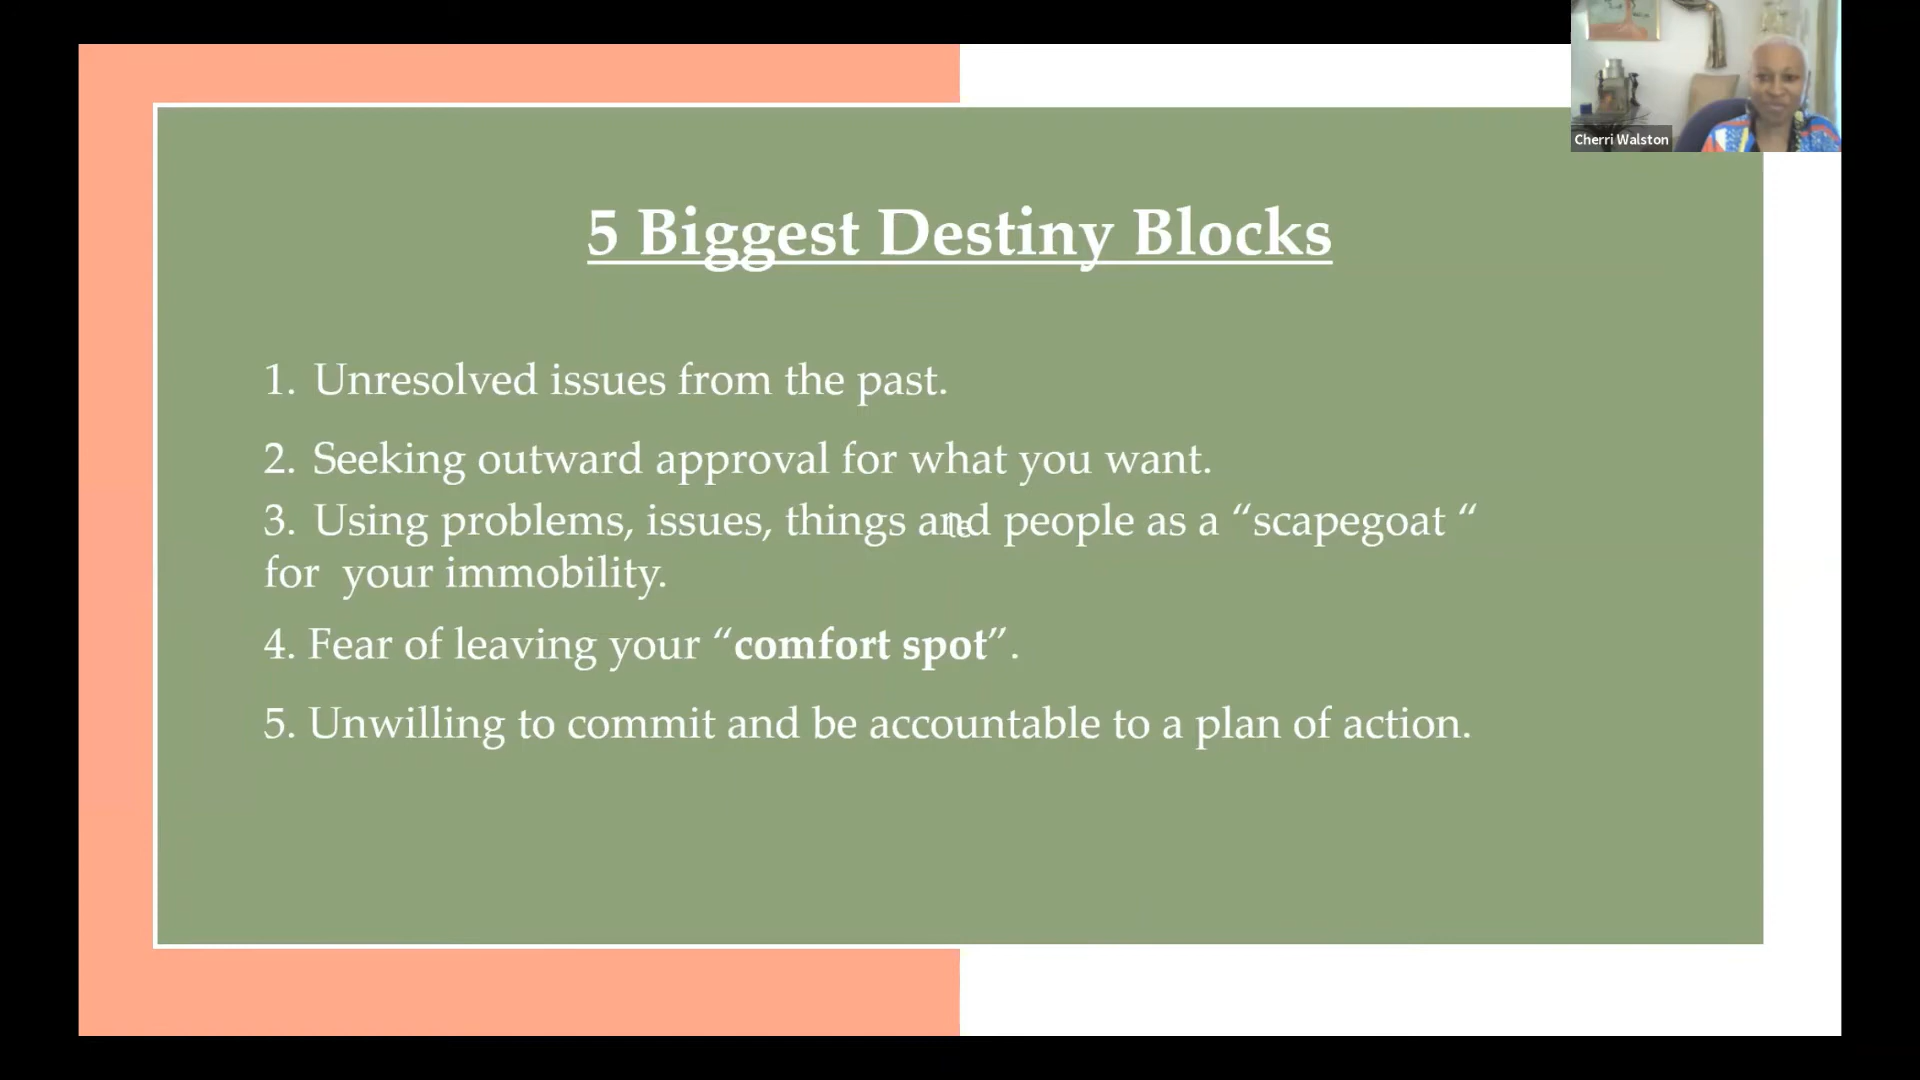 Cherri Walston
5 Biggest Destiny Blocks
1. Unresolved issues from the past.
2. Seeking outward approval for what you want.
3. Using problems, issues, things and people as a “scapegoat “
for  your immobility.
4. Fear of leaving your “comfort spot”.
5. Unwilling to commit and be accountable to a plan of action.